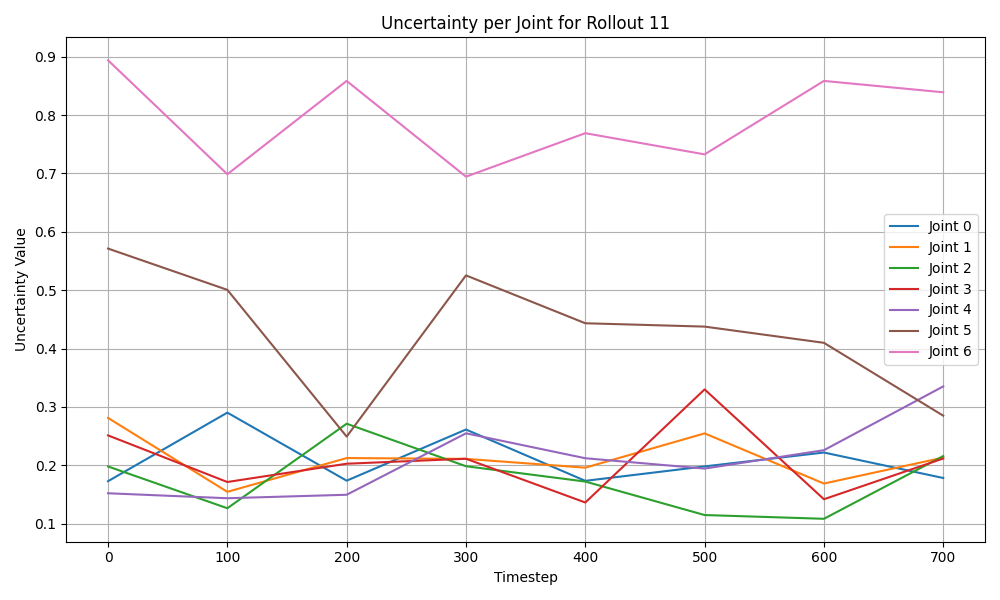 Uncertainty per Joint for Rollout 11
Uncertainty Value
0.9
0.8
0.7
0.6
0.5
0.4
0.3
0.2
0.1
Joint 0
Joint 1
Joint 2
Joint 3
Joint 4
Joint 5
Joint 6
0 100 200 300 400 500 600 700
Timestep